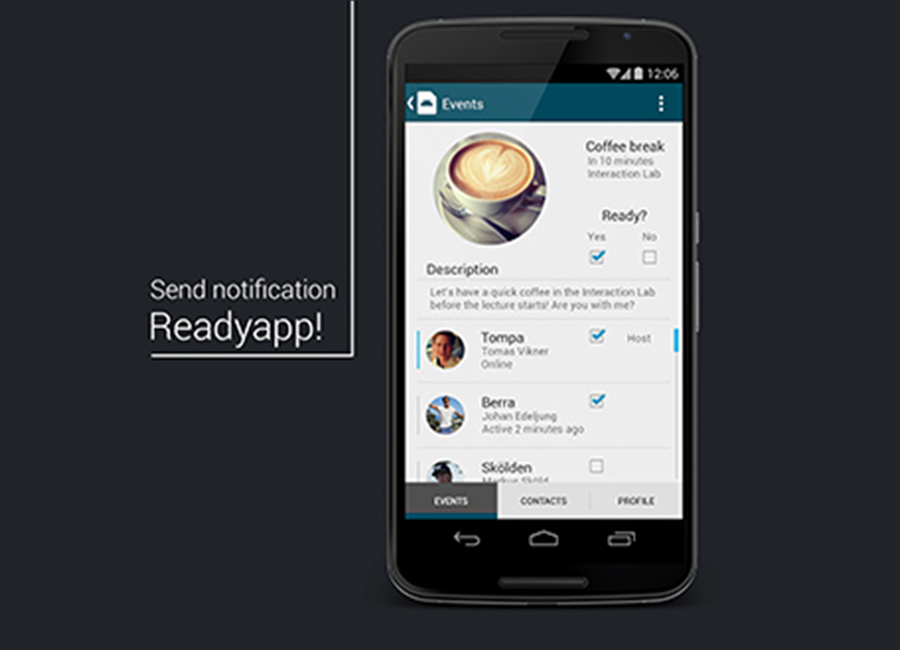 Send notification
Readyapp!
12:06
Events
Coffee break
In 10 minutes
Interaction Lab
Ready?
Yes No
Description
Let's have a quick coffee in the Interaction Lab
before the lecture starts! Are you with me?
Tompa
Host
Tomas Vikner
Online
Berra
Johan Edeljung
Active 2 minutes ago
Skölden
EVENTS CONTACTS PROFILE